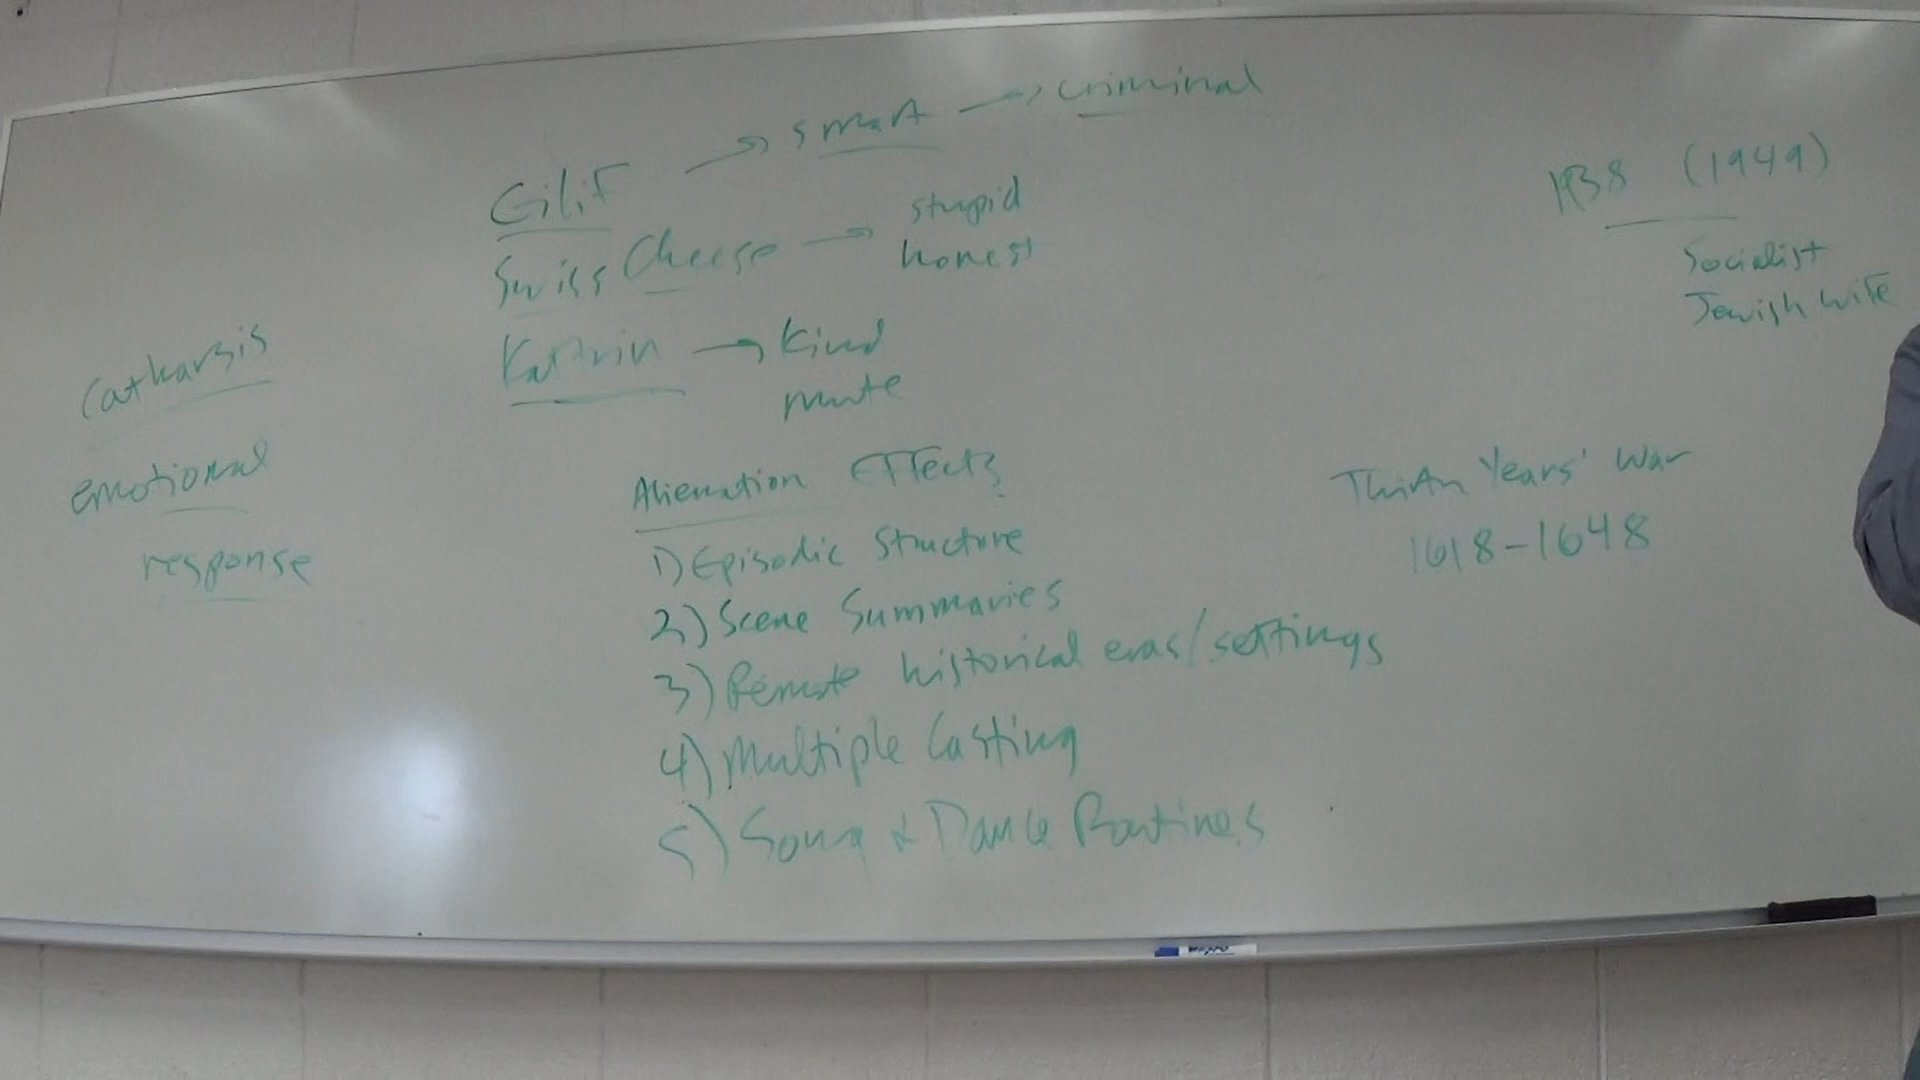 Gilif → smart → criminal
Swiss Cheese → stupid
honest
Kattrin → kind
mute
catharsis
emotional
response
Alienation Effects
1) Episodic Structure
2) Scene Summaries
3) Remote historical eras/settings
4) Multiple Casting
5) Song & Dance Routines
1938 (1949)
Socialist
Jewish wife
Thirty Years' War
1618-1648